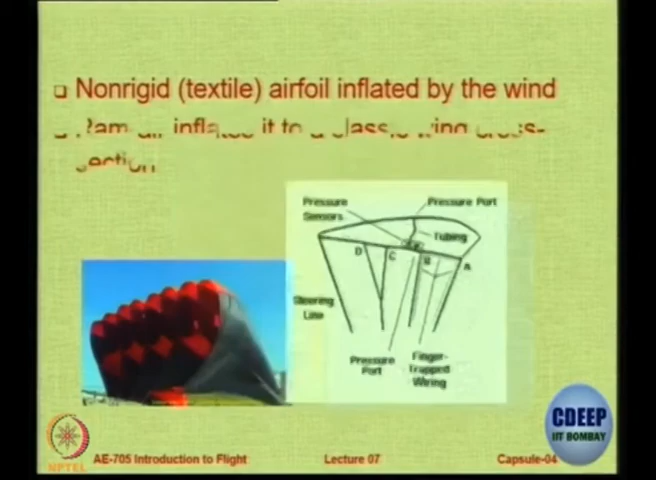 Nonrigid (textile) airfoil inflated by the wind
Ram air inflates it to a classic wing cross-
section
Pressure
Sensors
Pressure Port
Tubing
D
C
B
A
Steering
Line
Pressure
Port
Finger-
Trapped
Wiring
CDEEP
IIT BOMBAY
NPTEL
AE-705 Introduction to Flight
Lecture 07
Capsule-04